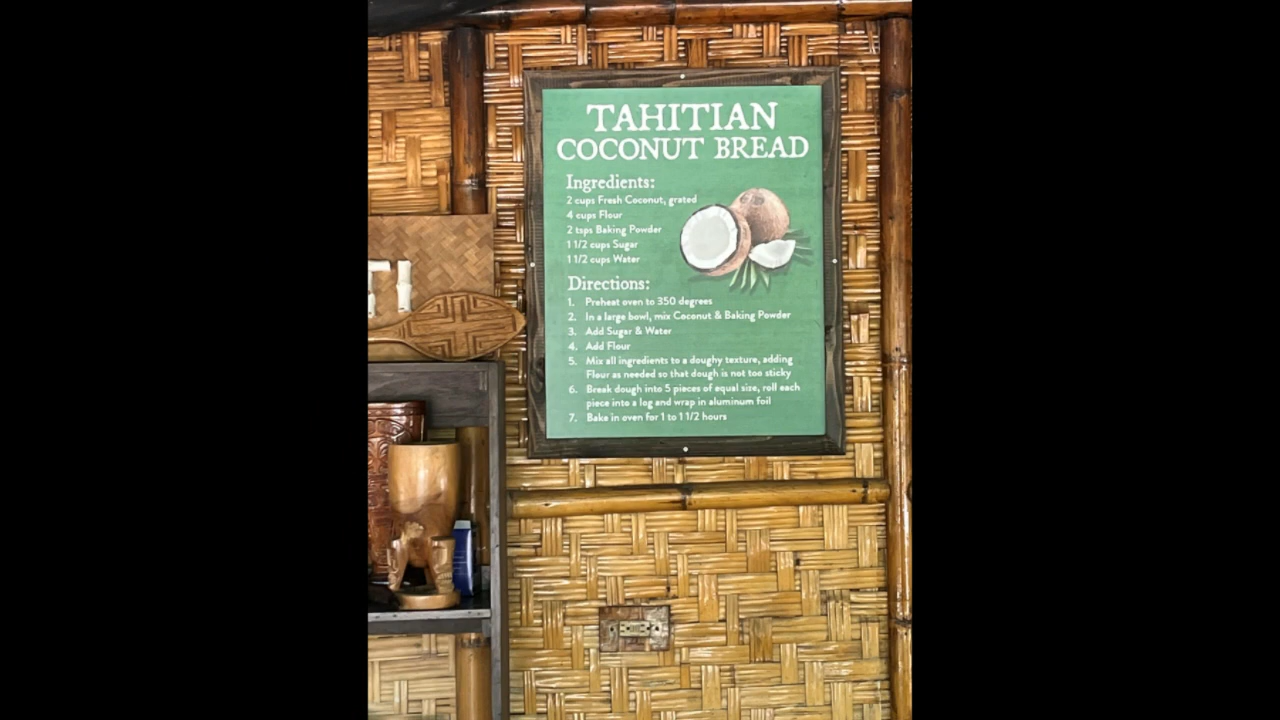 TAHITIAN
COCONUT BREAD
Ingredients:
2 cups Fresh Coconut, grated
4 cups Flour
2 tsps Baking Powder
1 1/2 cups Sugar
1 1/2 cups Water
Directions:
1. Preheat oven to 350 degrees
2. In a large bowl, mix Coconut & Baking Powder
3. Add Sugar & Water
4. Add Flour
5. Mix all ingredients to a doughy texture, adding
Flour as needed so that dough is not too sticky
6. Break dough into 5 pieces of equal size, roll each
piece into a log and wrap in aluminum foil
7. Bake in oven for 1 to 1 1/2 hours